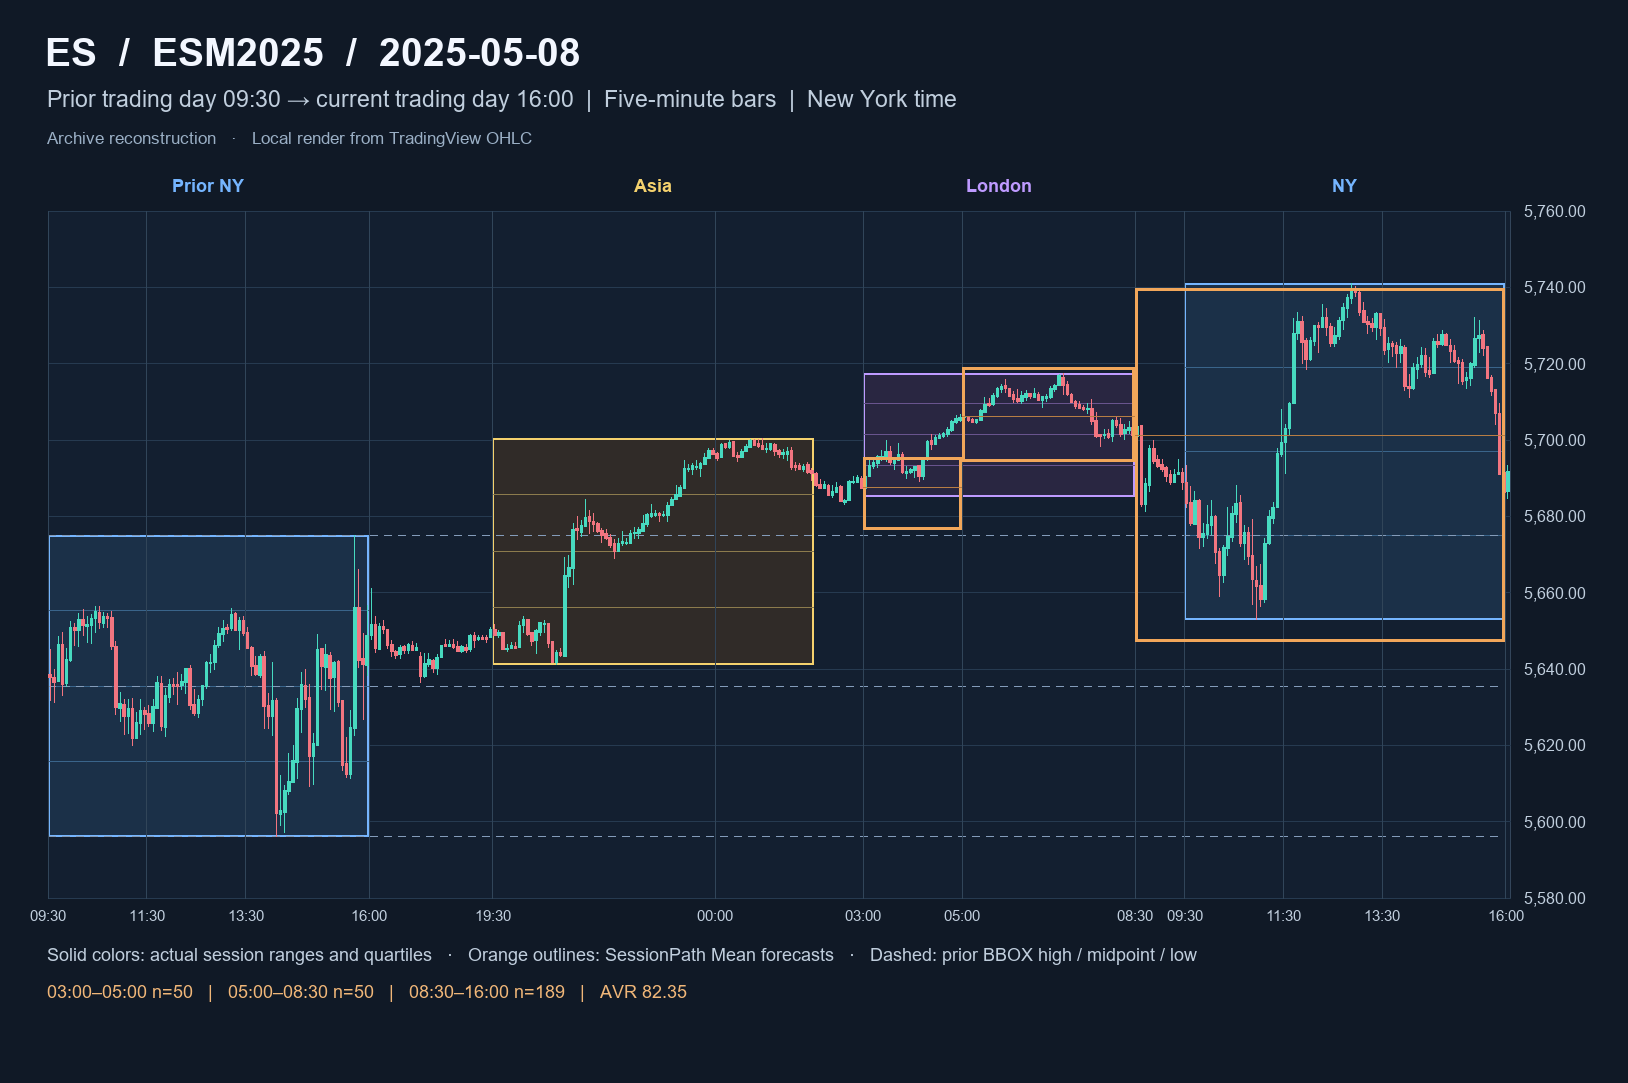 ES / ESM2025 / 2025-05-08
Prior trading day 09:30 → current trading day 16:00 | Five-minute bars | New York time
Archive reconstruction · Local render from TradingView OHLC
Prior NY Asia London NY
5,760.00
5,740.00
5,720.00
5,700.00
5,680.00
5,660.00
5,640.00
5,620.00
5,600.00
5,580.00
09:30 11:30 13:30 16:00 19:30 00:00 03:00 05:00 08:30 09:30 11:30 13:30 16:00
Solid colors: actual session ranges and quartiles · Orange outlines: SessionPath Mean forecasts · Dashed: prior BBOX high / midpoint / low
03:00–05:00 n=50 | 05:00–08:30 n=50 | 08:30–16:00 n=189 | AVR 82.35